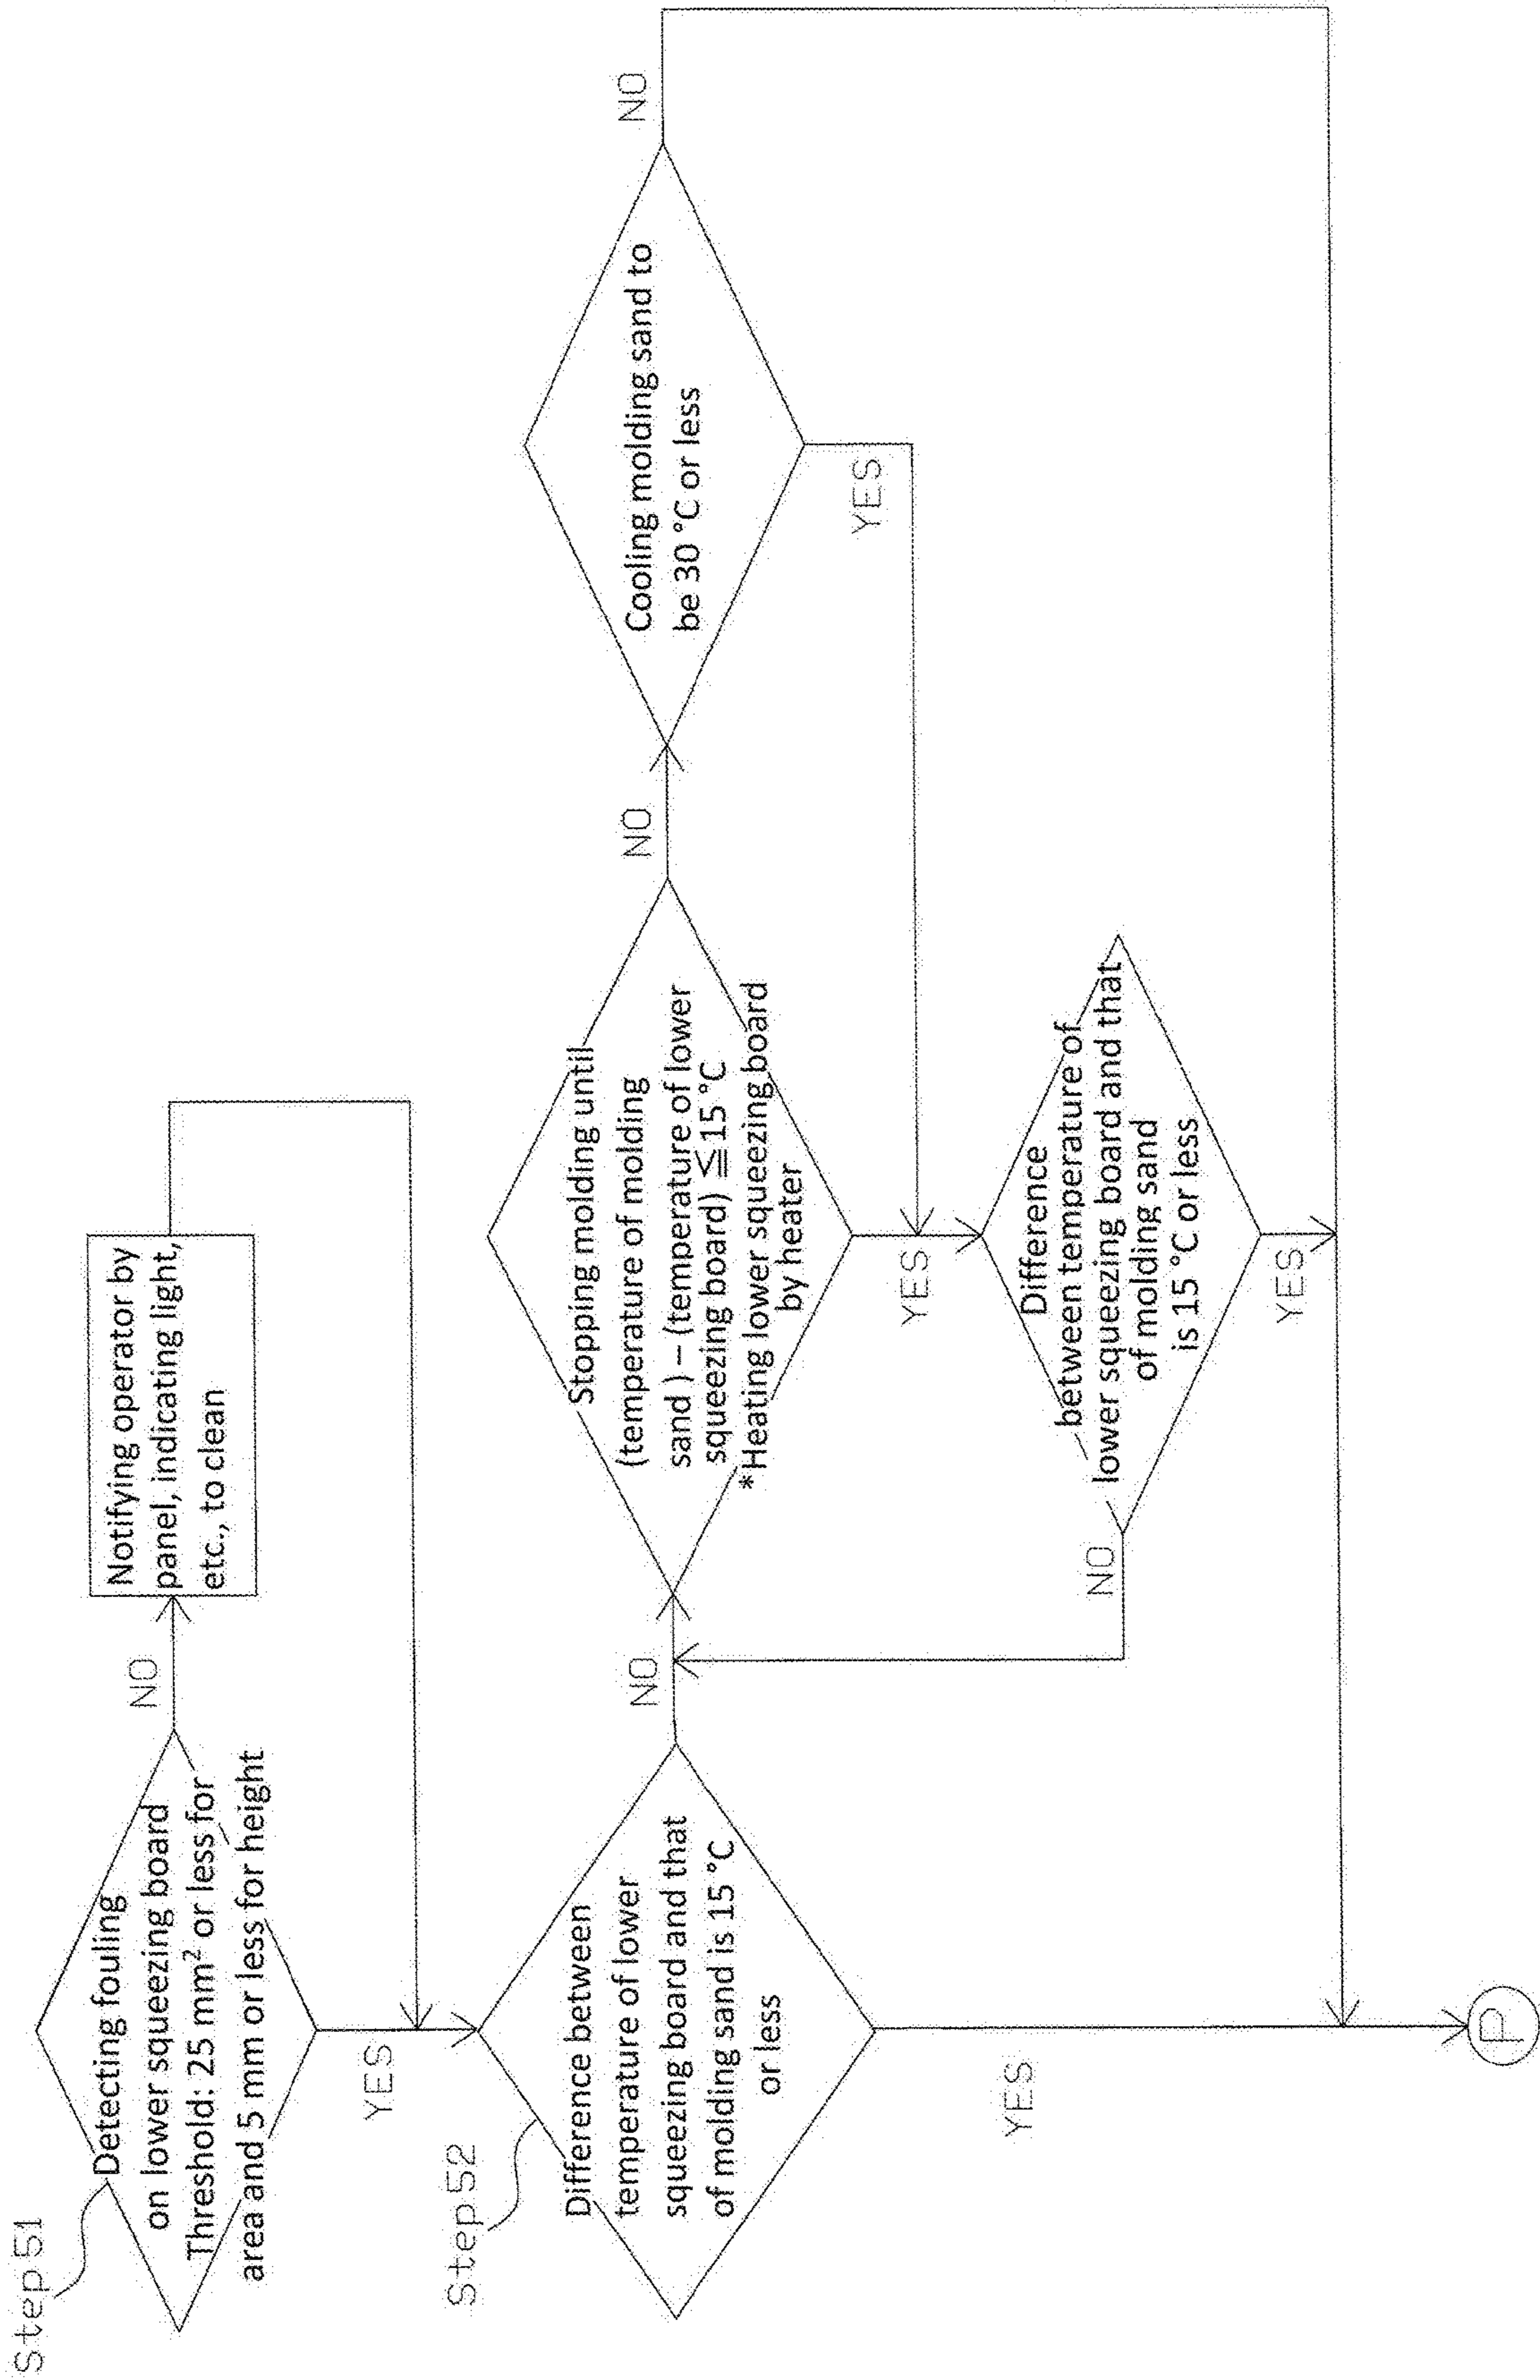 Step51
Detecting fouling
on lower squeezing board
Threshold: 25 mm² or less for
area and 5 mm or less for height
NO
Notifying operator by
panel, indicating light,
etc., to clean
YES
Step52
Difference between
temperature of lower
squeezing board and that
of molding sand is 15 °C
or less
NO
Stopping molding until
(temperature of molding
sand ) – (temperature of lower
squeezing board) ≦15 °C
*Heating lower squeezing board
by heater
NO
Cooling molding sand to
be 30 °C or less
NO
YES
YES
Difference
between temperature of
lower squeezing board and that
of molding sand
is 15 °C or less
NO
YES
YES
P